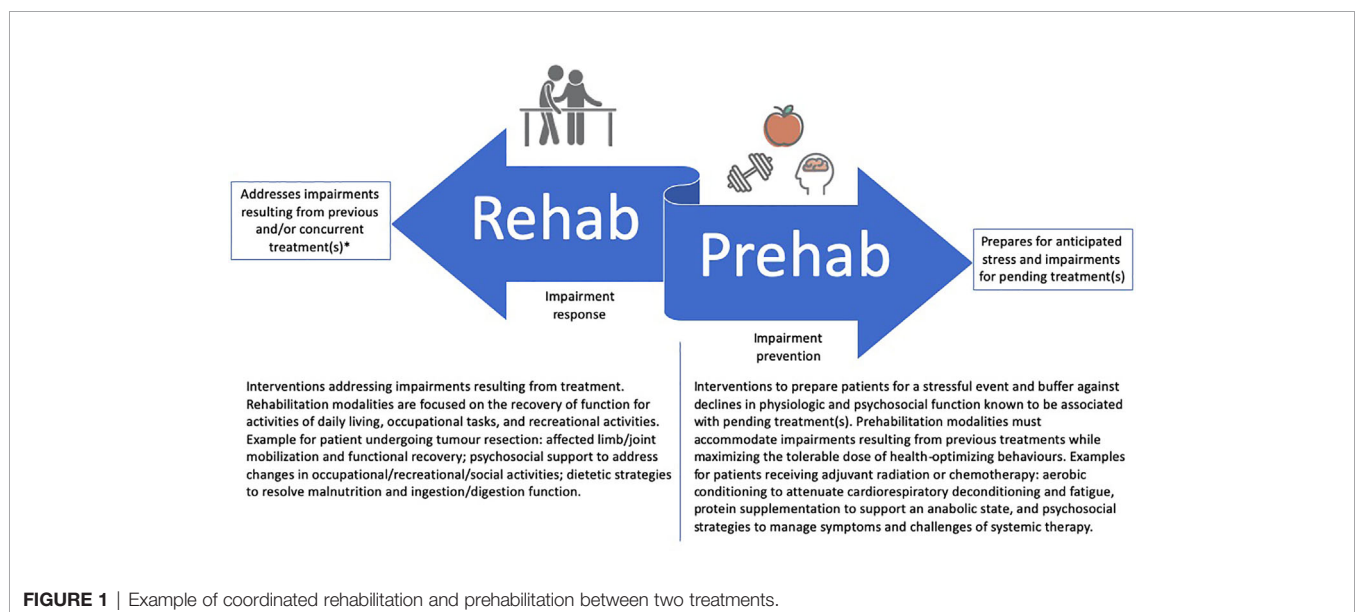 Rehab
Prehab
Addresses impairments
resulting from previous
and/or concurrent
treatment(s)*
Prepares for anticipated
stress and impairments
for pending treatment(s)
Impairment
response
Impairment
prevention
Interventions addressing impairments resulting from treatment.
Rehabilitation modalities are focused on the recovery of function for
activities of daily living, occupational tasks, and recreational activities.
Example for patient undergoing tumour resection: affected limb/joint
mobilization and functional recovery; psychosocial support to address
changes in occupational/recreational/social activities; dietetic strategies
to resolve malnutrition and ingestion/digestion function.
Interventions to prepare patients for a stressful event and buffer against
declines in physiologic and psychosocial function known to be associated
with pending treatment(s). Prehabilitation modalities must
accommodate impairments resulting from previous treatments while
maximizing the tolerable dose of health-optimizing behaviours. Examples
for patients receiving adjuvant radiation or chemotherapy: aerobic
conditioning to attenuate cardiorespiratory deconditioning and fatigue,
protein supplementation to support an anabolic state, and psychosocial
strategies to manage symptoms and challenges of systemic therapy.
FIGURE 1 | Example of coordinated rehabilitation and prehabilitation between two treatments.